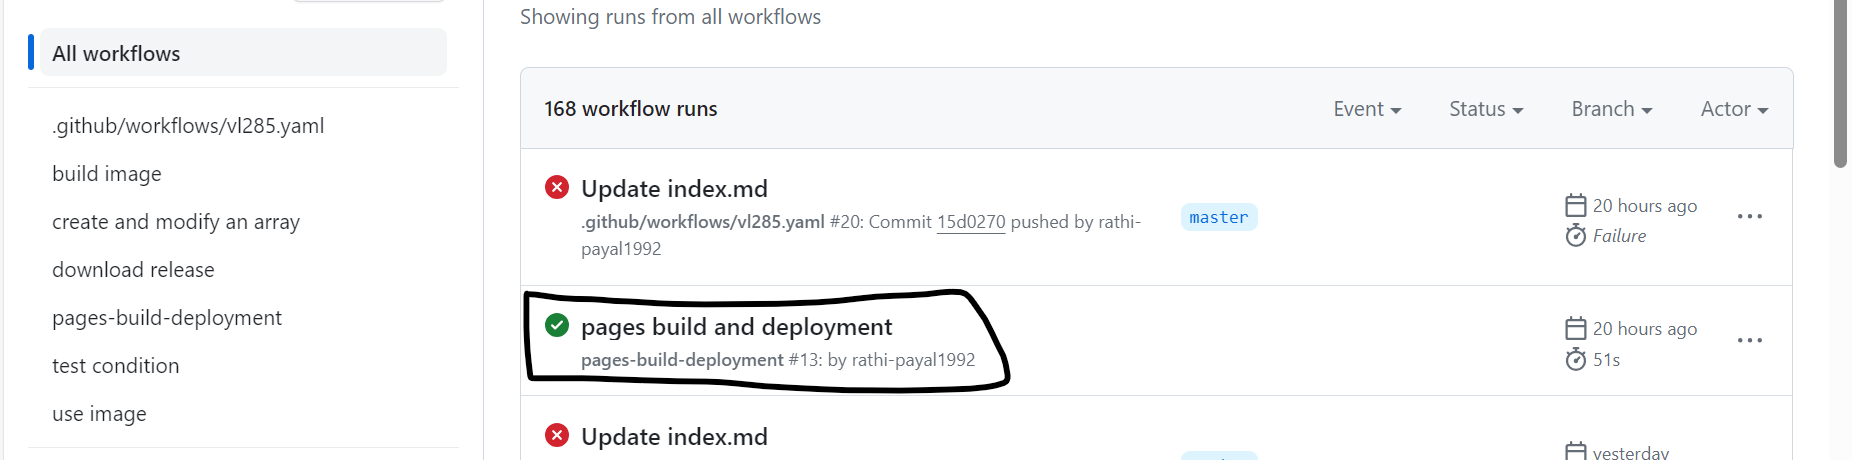 All workflows
.github/workflows/vl285.yaml
build image
create and modify an array
download release
pages-build-deployment
test condition
use image
Showing runs from all workflows
168 workflow runs
Event
Status
Branch
Actor
Update index.md
.github/workflows/vl285.yaml #20: Commit 15d0270 pushed by rathi-
payal1992
master
20 hours ago
Failure
pages build and deployment
pages-build-deployment #13: by rathi-payal1992
20 hours ago
51s
Update index.md
yesterday